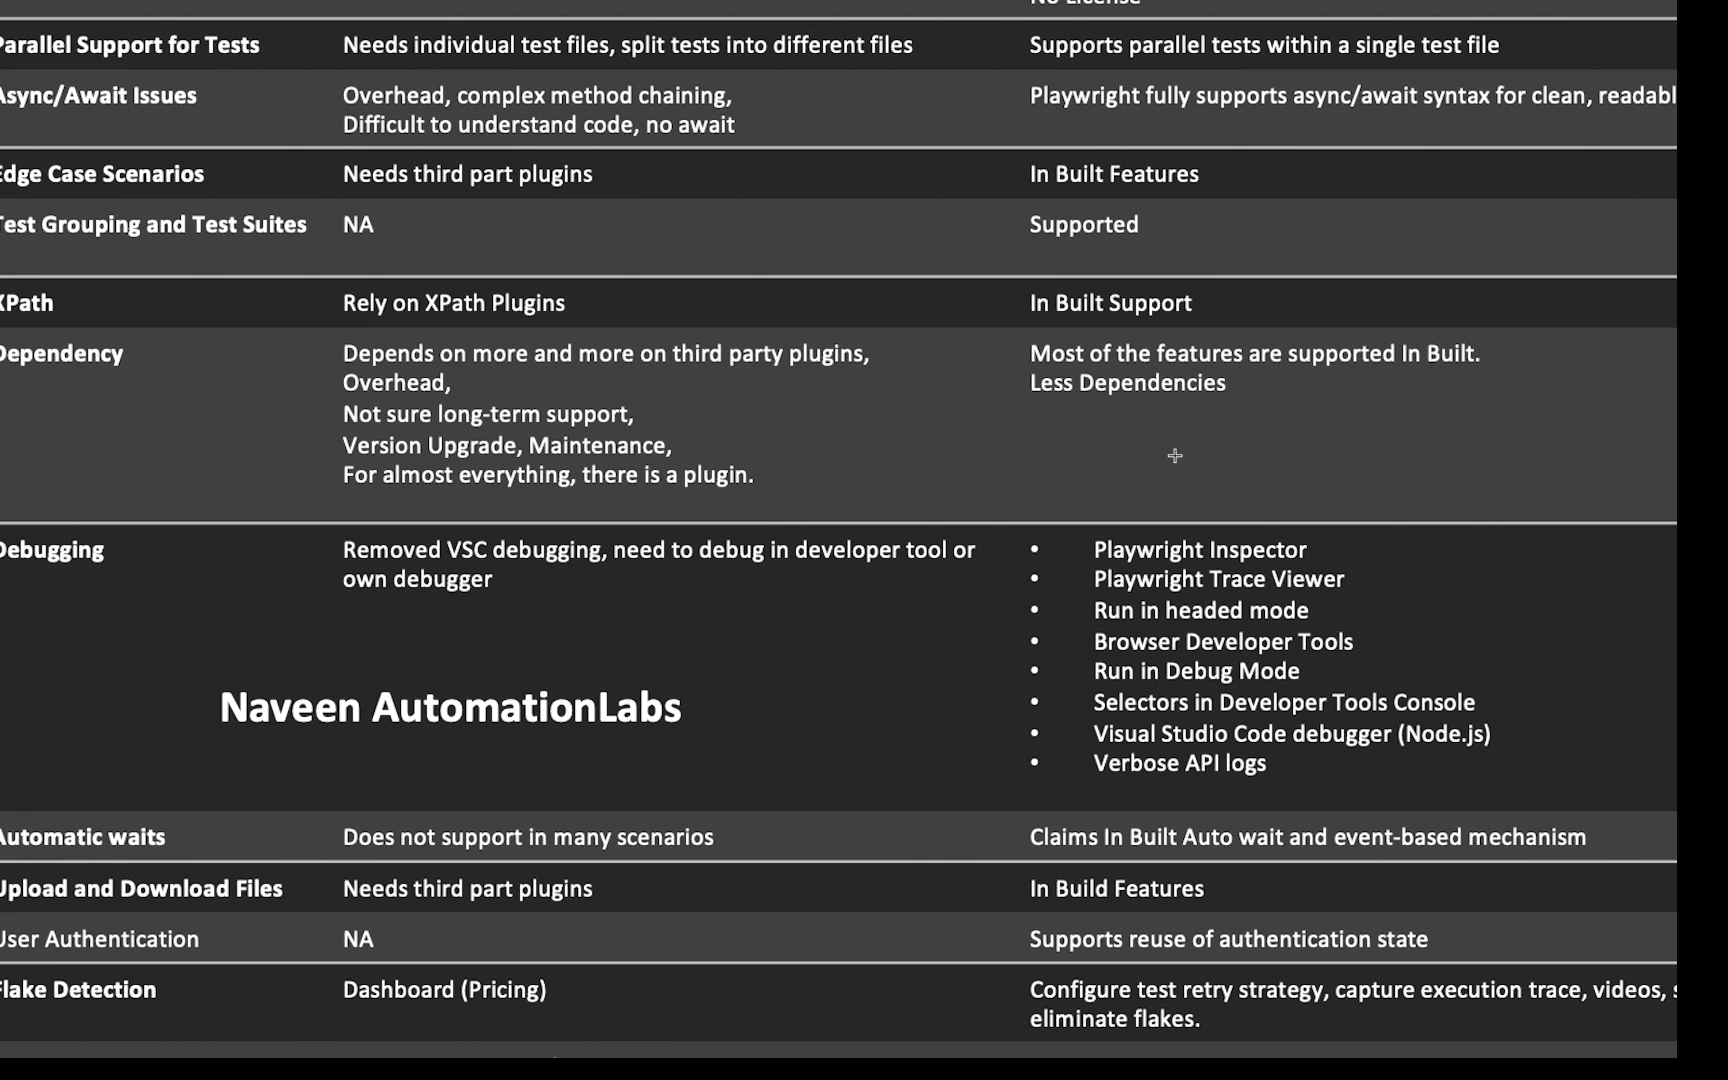 No License
Parallel Support for Tests Needs individual test files, split tests into different files Supports parallel tests within a single test file
Async/Await Issues Overhead, complex method chaining, Playwright fully supports async/await syntax for clean, readabl
Difficult to understand code, no await
Edge Case Scenarios Needs third part plugins In Built Features
Test Grouping and Test Suites NA Supported
XPath Rely on XPath Plugins In Built Support
Dependency Depends on more and more on third party plugins, Most of the features are supported In Built.
Overhead, Less Dependencies
Not sure long-term support,
Version Upgrade, Maintenance,
For almost everything, there is a plugin.
Debugging Removed VSC debugging, need to debug in developer tool or • Playwright Inspector
own debugger • Playwright Trace Viewer
• Run in headed mode
• Browser Developer Tools
• Run in Debug Mode
Naveen AutomationLabs • Selectors in Developer Tools Console
• Visual Studio Code debugger (Node.js)
• Verbose API logs
Automatic waits Does not support in many scenarios Claims In Built Auto wait and event-based mechanism
Upload and Download Files Needs third part plugins In Build Features
User Authentication NA Supports reuse of authentication state
Flake Detection Dashboard (Pricing) Configure test retry strategy, capture execution trace, videos,
eliminate flakes.